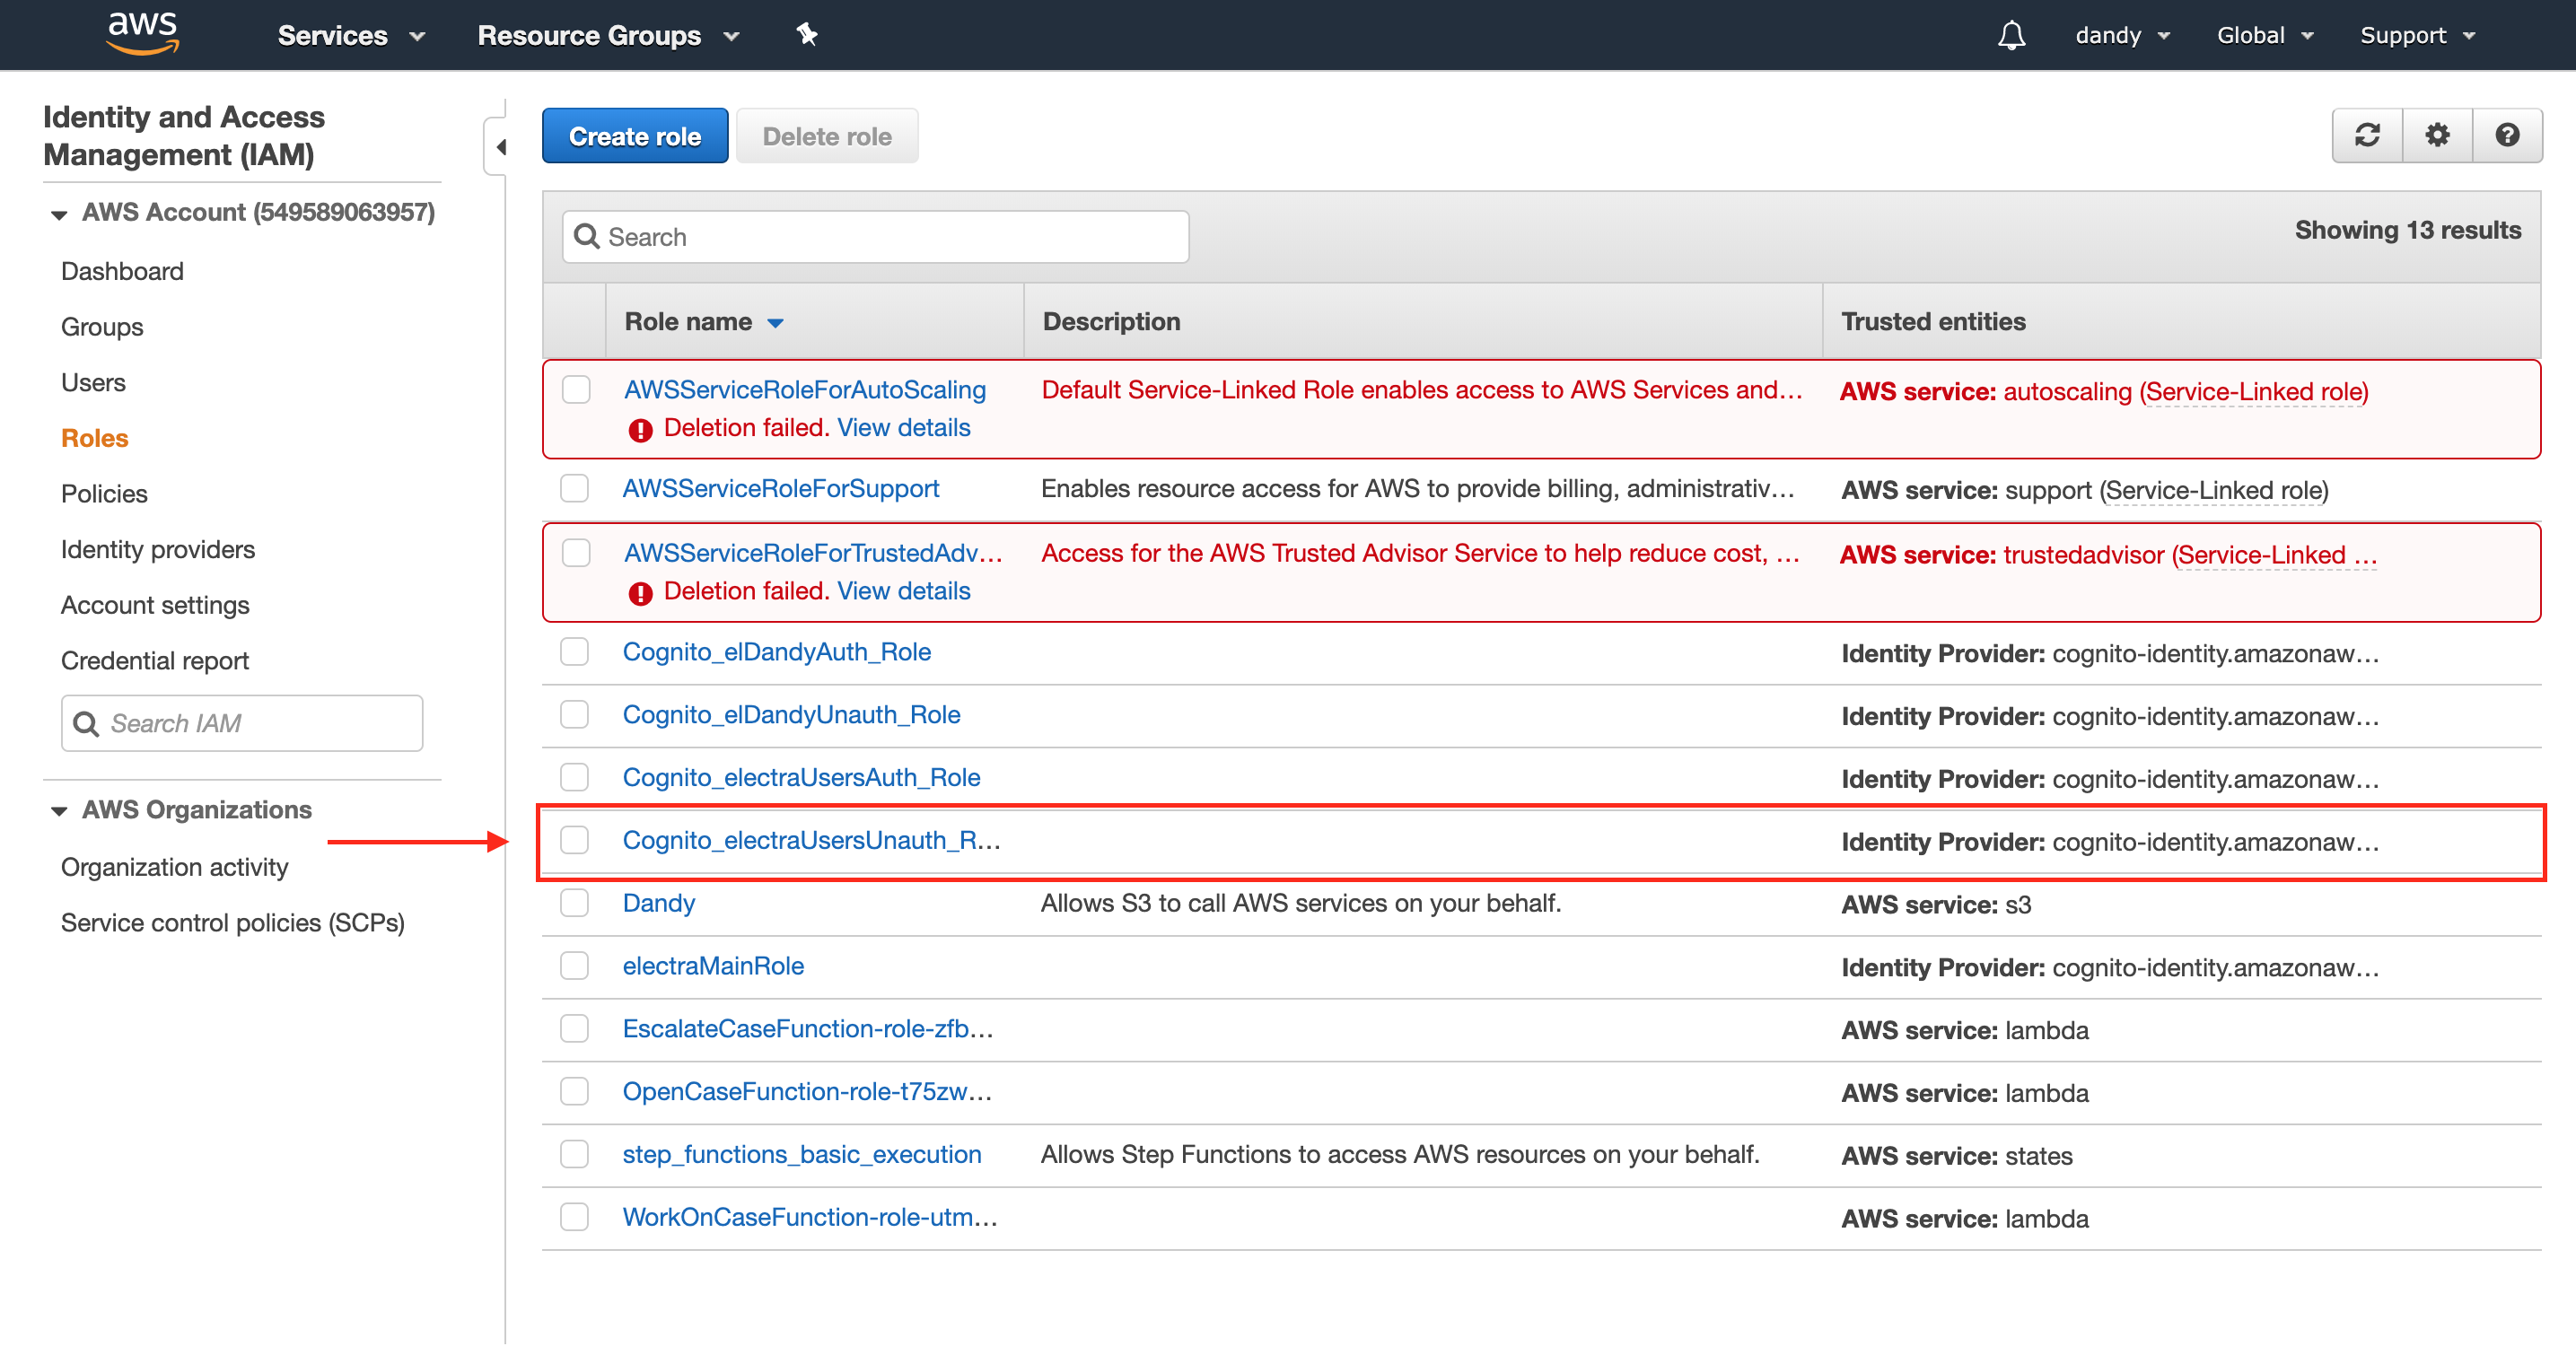 aws Services Resource Groups dandy Global Support
Identity and Access
Management (IAM)
AWS Account (549589063957)
Dashboard
Groups
Users
Roles
Policies
Identity providers
Account settings
Credential report
Search IAM
AWS Organizations
Organization activity
Service control policies (SCPs)
Create role Delete role
Search
Showing 13 results
Role name Description Trusted entities
AWSServiceRoleForAutoScaling Default Service-Linked Role enables access to AWS Services and… AWS service: autoscaling (Service-Linked role)
Deletion failed. View details
AWSServiceRoleForSupport Enables resource access for AWS to provide billing, administrativ… AWS service: support (Service-Linked role)
AWSServiceRoleForTrustedAdv… Access for the AWS Trusted Advisor Service to help reduce cost, … AWS service: trustedadvisor (Service-Linked …
Deletion failed. View details
Cognito_elDandyAuth_Role Identity Provider: cognito-identity.amazonaw…
Cognito_elDandyUnauth_Role Identity Provider: cognito-identity.amazonaw…
Cognito_electraUsersAuth_Role Identity Provider: cognito-identity.amazonaw…
Cognito_electraUsersUnauth_R… Identity Provider: cognito-identity.amazonaw…
Dandy Allows S3 to call AWS services on your behalf. AWS service: s3
electraMainRole Identity Provider: cognito-identity.amazonaw…
EscalateCaseFunction-role-zfb… AWS service: lambda
OpenCaseFunction-role-t75zw… AWS service: lambda
step_functions_basic_execution Allows Step Functions to access AWS resources on your behalf. AWS service: states
WorkOnCaseFunction-role-utm… AWS service: lambda